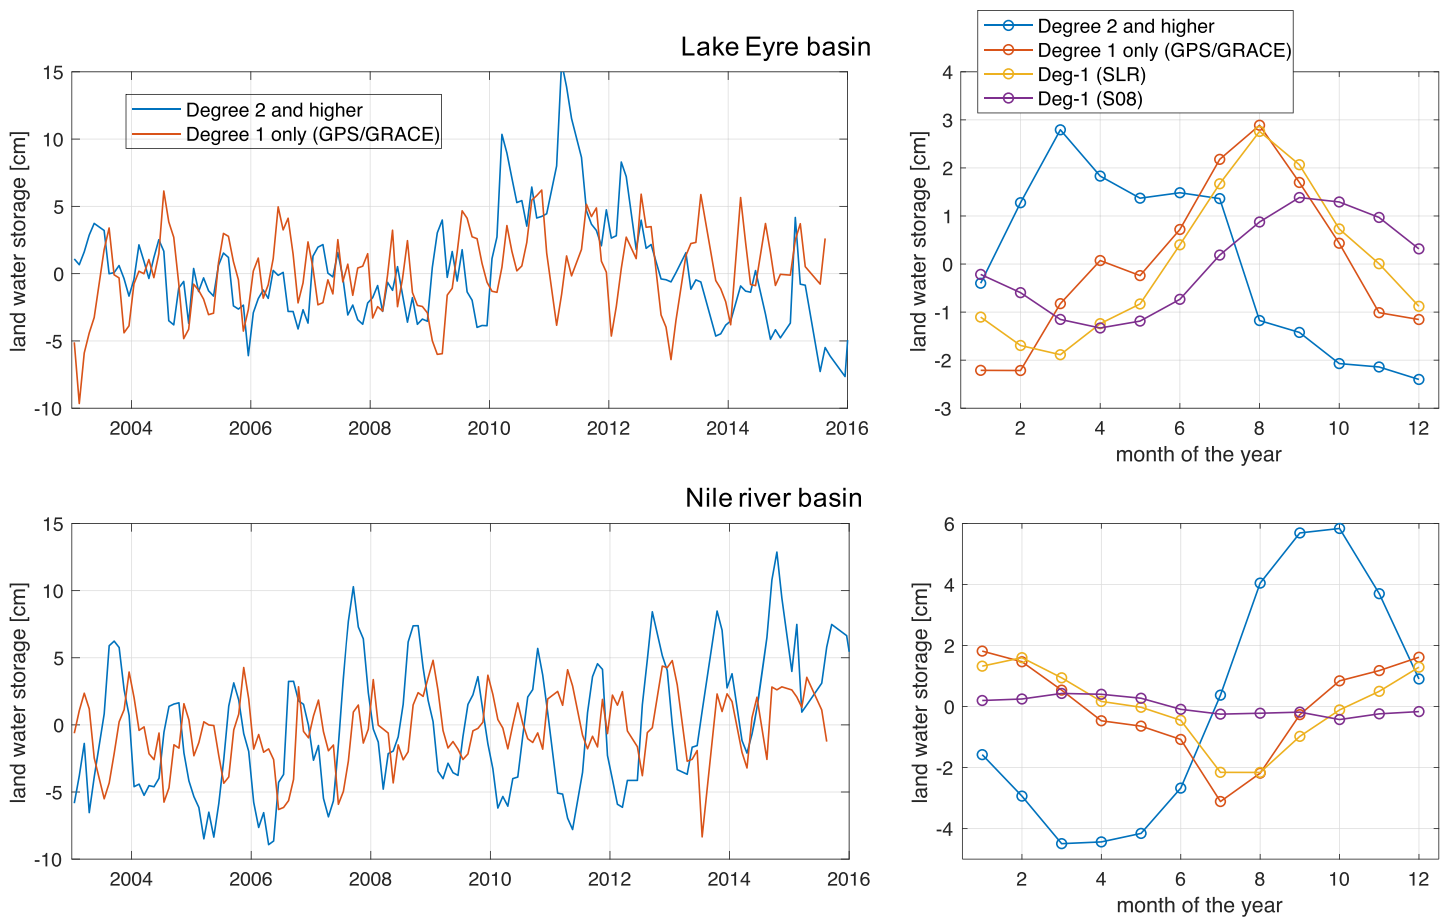 Lake Eyre basin
15
10
5
0
-5
-10
land water storage [cm]
Degree 2 and higher
Degree 1 only (GPS/GRACE)
2004 2006 2008 2010 2012 2014 2016
Degree 2 and higher
Degree 1 only (GPS/GRACE)
Deg-1 (SLR)
Deg-1 (S08)
4
3
2
1
0
-1
-2
-3
land water storage [cm]
2 4 6 8 10 12
month of the year
Nile river basin
15
10
5
0
-5
-10
land water storage [cm]
2004 2006 2008 2010 2012 2014 2016
6
4
2
0
-2
-4
land water storage [cm]
2 4 6 8 10 12
month of the year